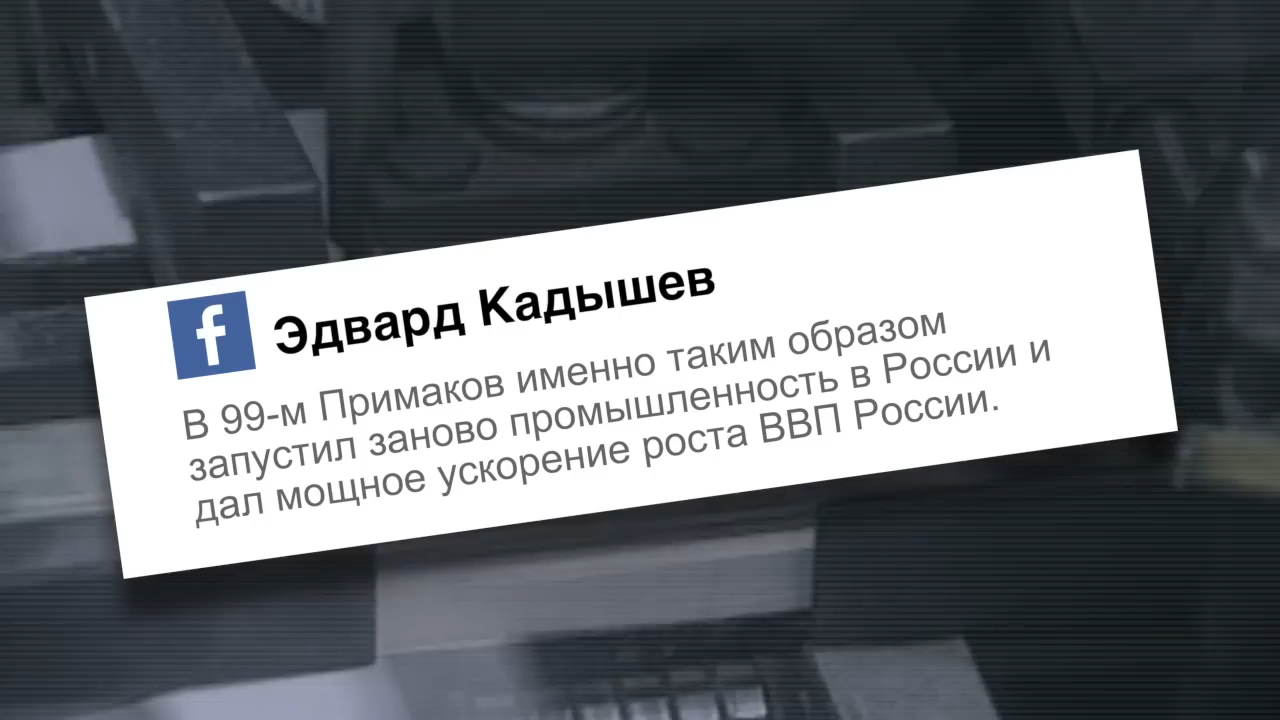 Эдвард Кадышев
В 99-м Примаков именно таким образом
запустил заново промышленность в России и
дал мощное ускорение роста ВВП России.